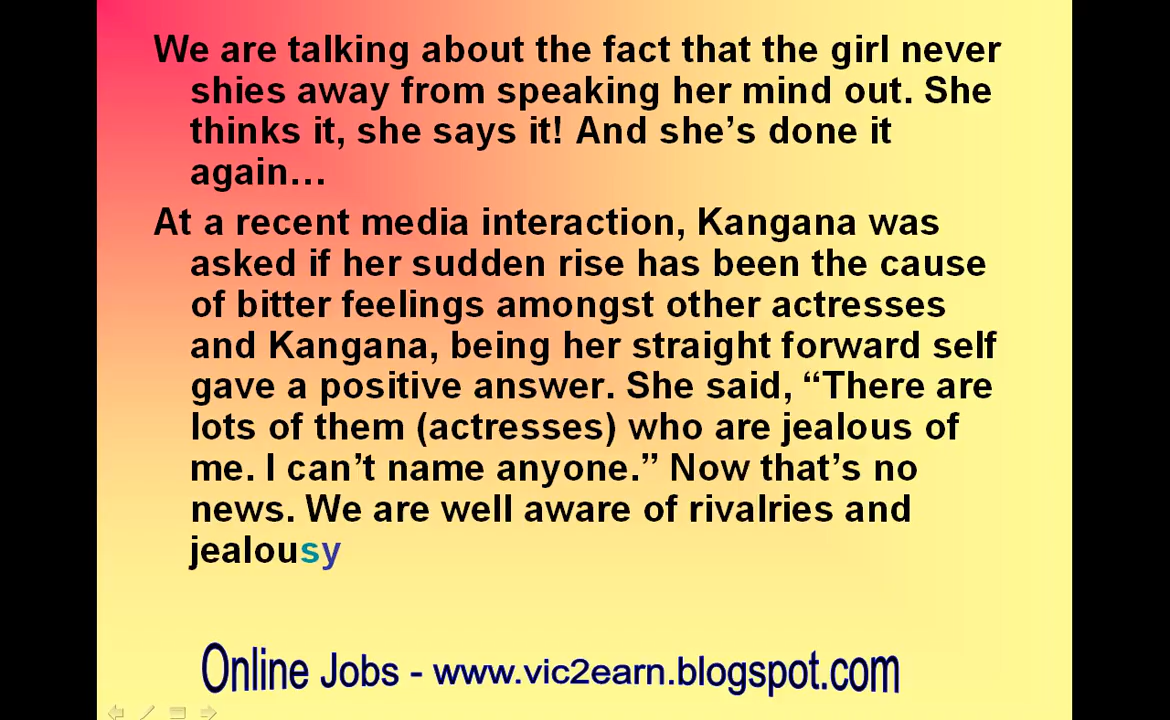 We are talking about the fact that the girl never
shies away from speaking her mind out. She
thinks it, she says it! And she’s done it
again…
At a recent media interaction, Kangana was
asked if her sudden rise has been the cause
of bitter feelings amongst other actresses
and Kangana, being her straight forward self
gave a positive answer. She said, “There are
lots of them (actresses) who are jealous of
me. I can’t name anyone.” Now that’s no
news. We are well aware of rivalries and
jealousy
Online Jobs - www.vic2earn.blogspot.com